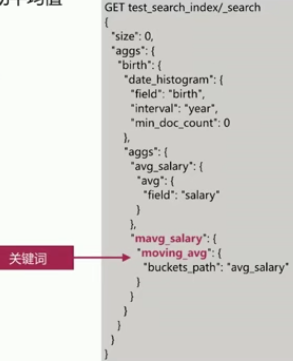 均值
GET test_search_index/_search
{
"size": 0,
"aggs": {
"birth": {
"date_histogram": {
"field": "birth",
"interval": "year",
"min_doc_count": 0
},
"aggs": {
"avg_salary": {
"avg": {
"field": "salary"
}
},
"mavg_salary": {
"moving_avg": {
关键词
"buckets_path": "avg_salary"
}
}
}
}
}
}